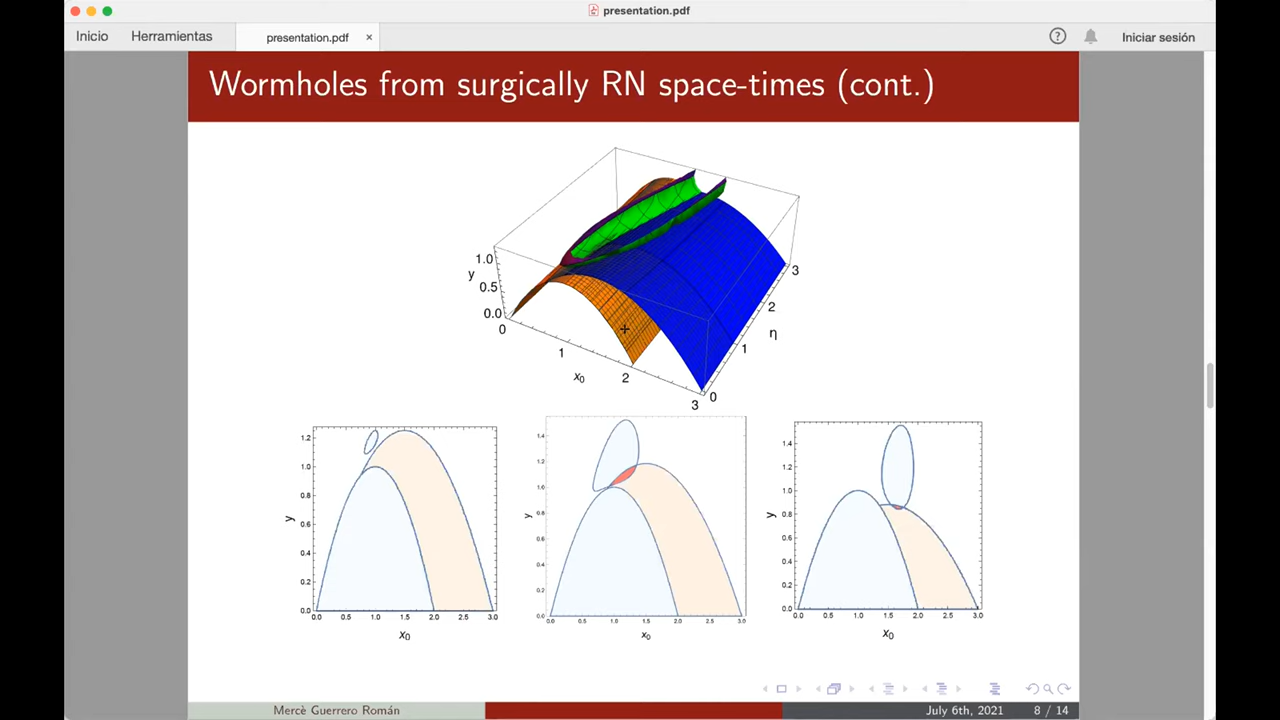 presentation.pdf
Inicio
Herramientas
presentation.pdf ×
? 
Iniciar sesión
Wormholes from surgically RN space-times (cont.)
1.0
y
0.5
0.0
0
1
x₀
2
3
0
1
η
2
3
1.2
1.0
0.8
y
0.6
0.4
0.2
0.0
0.0 0.5 1.0 1.5 2.0 2.5 3.0
x₀
1.4
1.2
1.0
0.8
y
0.6
0.4
0.2
0.0
0.0 0.5 1.0 1.5 2.0 2.5 3.0
x₀
1.4
1.2
1.0
0.8
y
0.6
0.4
0.2
0.0
0.0 0.5 1.0 1.5 2.0 2.5 3.0
x₀
Mercè Guerrero Román
July 6th, 2021
8 / 14